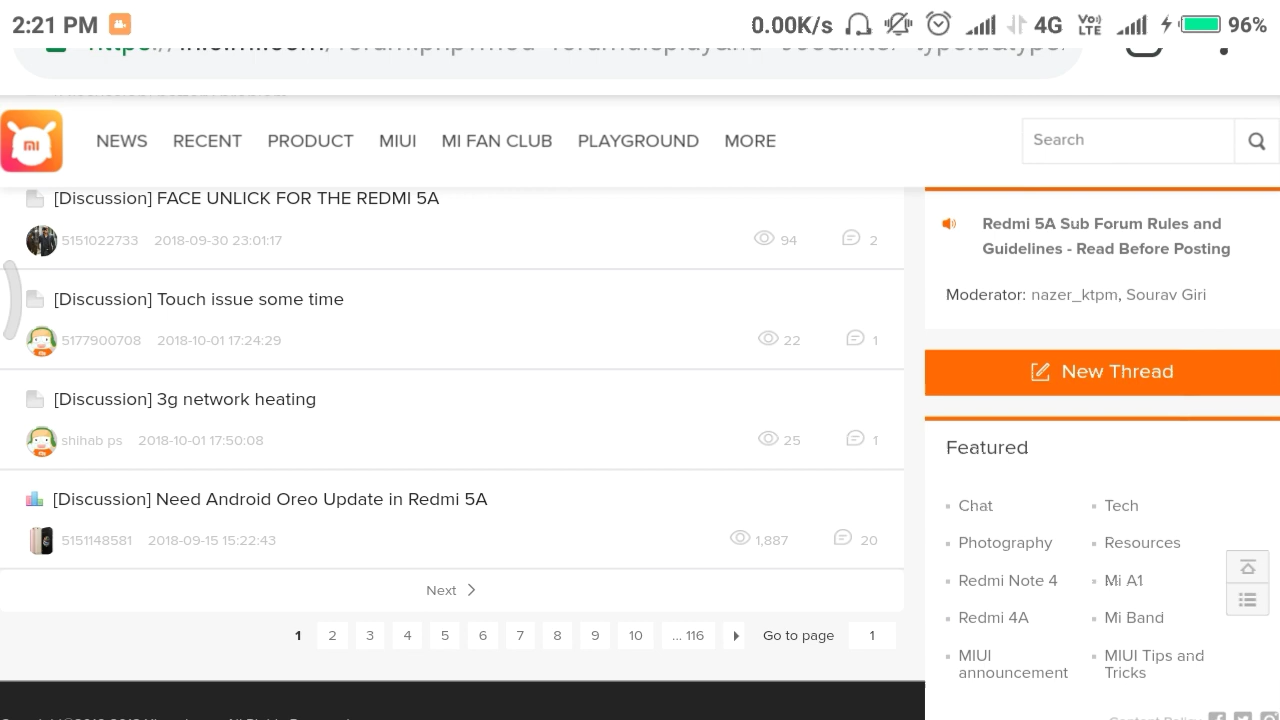 2:21 PM
0.00K/s 4G Vo)) LTE 96%
mi
NEWS RECENT PRODUCT MIUI MI FAN CLUB PLAYGROUND MORE
Search
[Discussion] FACE UNLICK FOR THE REDMI 5A
5151022733 2018-09-30 23:01:17 94 2
[Discussion] Touch issue some time
5177900708 2018-10-01 17:24:29 22 1
[Discussion] 3g network heating
shihab ps 2018-10-01 17:50:08 25 1
[Discussion] Need Android Oreo Update in Redmi 5A
5151148581 2018-09-15 15:22:43 1,887 20
Next
1 2 3 4 5 6 7 8 9 10 ... 116 Go to page 1
Redmi 5A Sub Forum Rules and
Guidelines - Read Before Posting
Moderator: nazer_ktpm, Sourav Giri
New Thread
Featured
Chat Tech
Photography Resources
Redmi Note 4 Mi A1
Redmi 4A Mi Band
MIUI MIUI Tips and
announcement Tricks
Content Policy